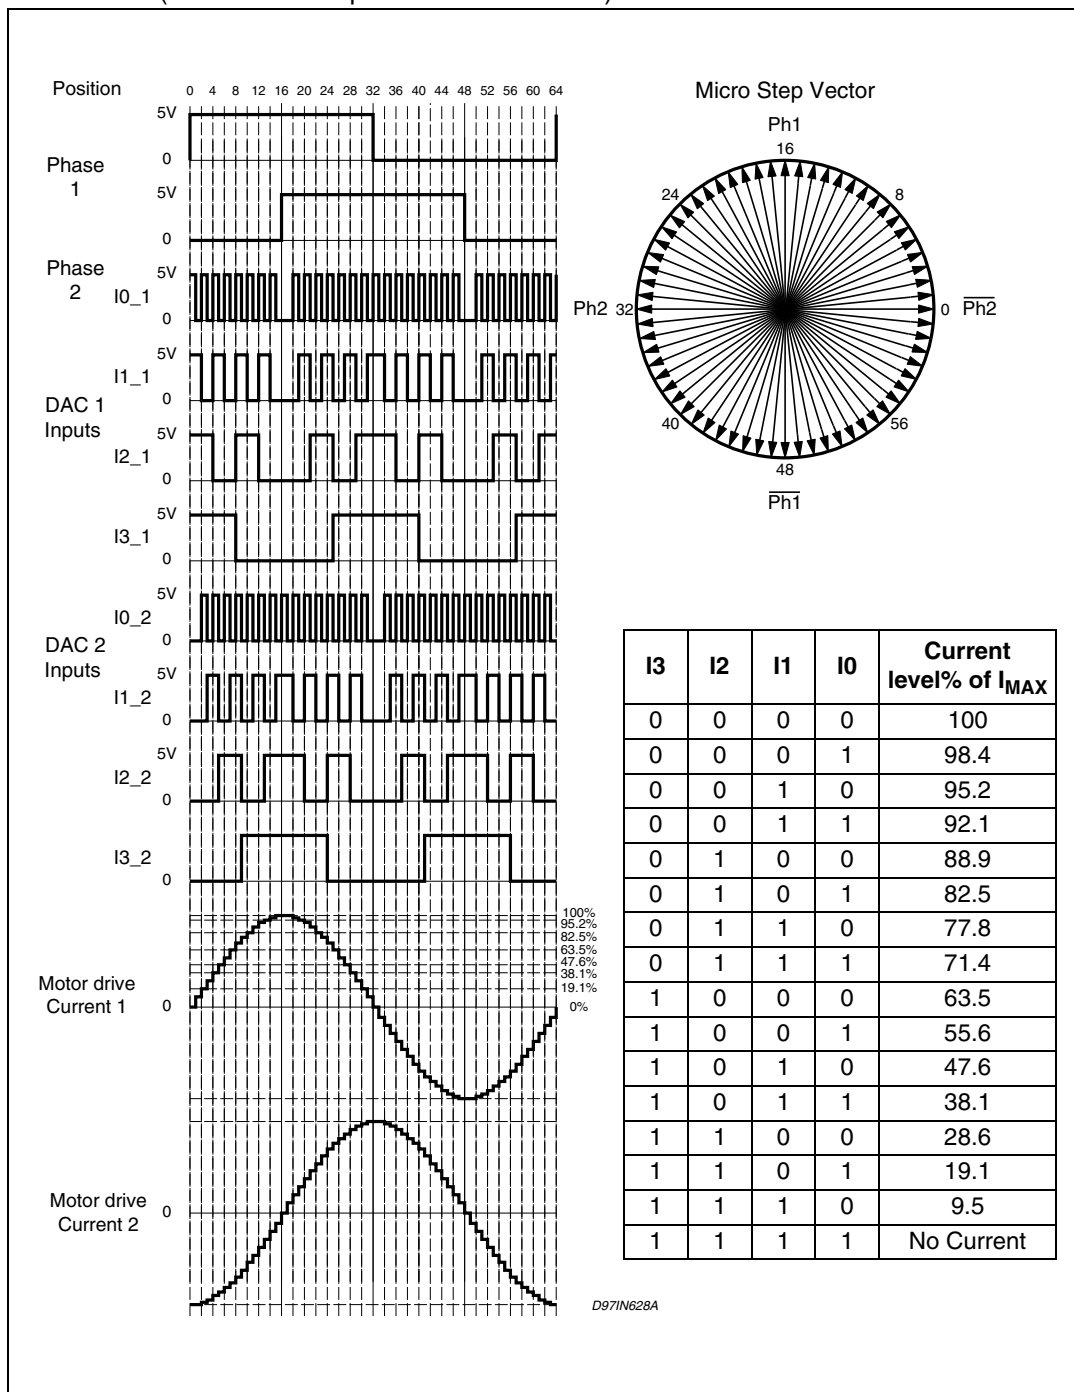 Position
0 4 8 12 16 20 24 28 32 36 40 44 48 52 56 60 64
5V
0
Phase
1
5V
0
Phase
2
I0_1
5V
0
I1_1
5V
0
DAC 1
Inputs
I2_1
5V
0
I3_1
5V
0
I0_2
5V
0
DAC 2
Inputs
I1_2
5V
0
I2_2
5V
0
I3_2
5V
0
100%
95.2%
82.5%
63.5%
47.6%
38.1%
19.1%
0%
Motor drive
Current 1
0
Motor drive
Current 2
0
D97IN628A
Micro Step Vector
Ph1
16
24
8
Ph2 32
0 P̅h̅2̅
40
56
48
P̅h̅1̅
I3 I2 I1 I0 Current level% of IMAX
0 0 0 0 100
0 0 0 1 98.4
0 0 1 0 95.2
0 0 1 1 92.1
0 1 0 0 88.9
0 1 0 1 82.5
0 1 1 0 77.8
0 1 1 1 71.4
1 0 0 0 63.5
1 0 0 1 55.6
1 0 1 0 47.6
1 0 1 1 38.1
1 1 0 0 28.6
1 1 0 1 19.1
1 1 1 0 9.5
1 1 1 1 No Current